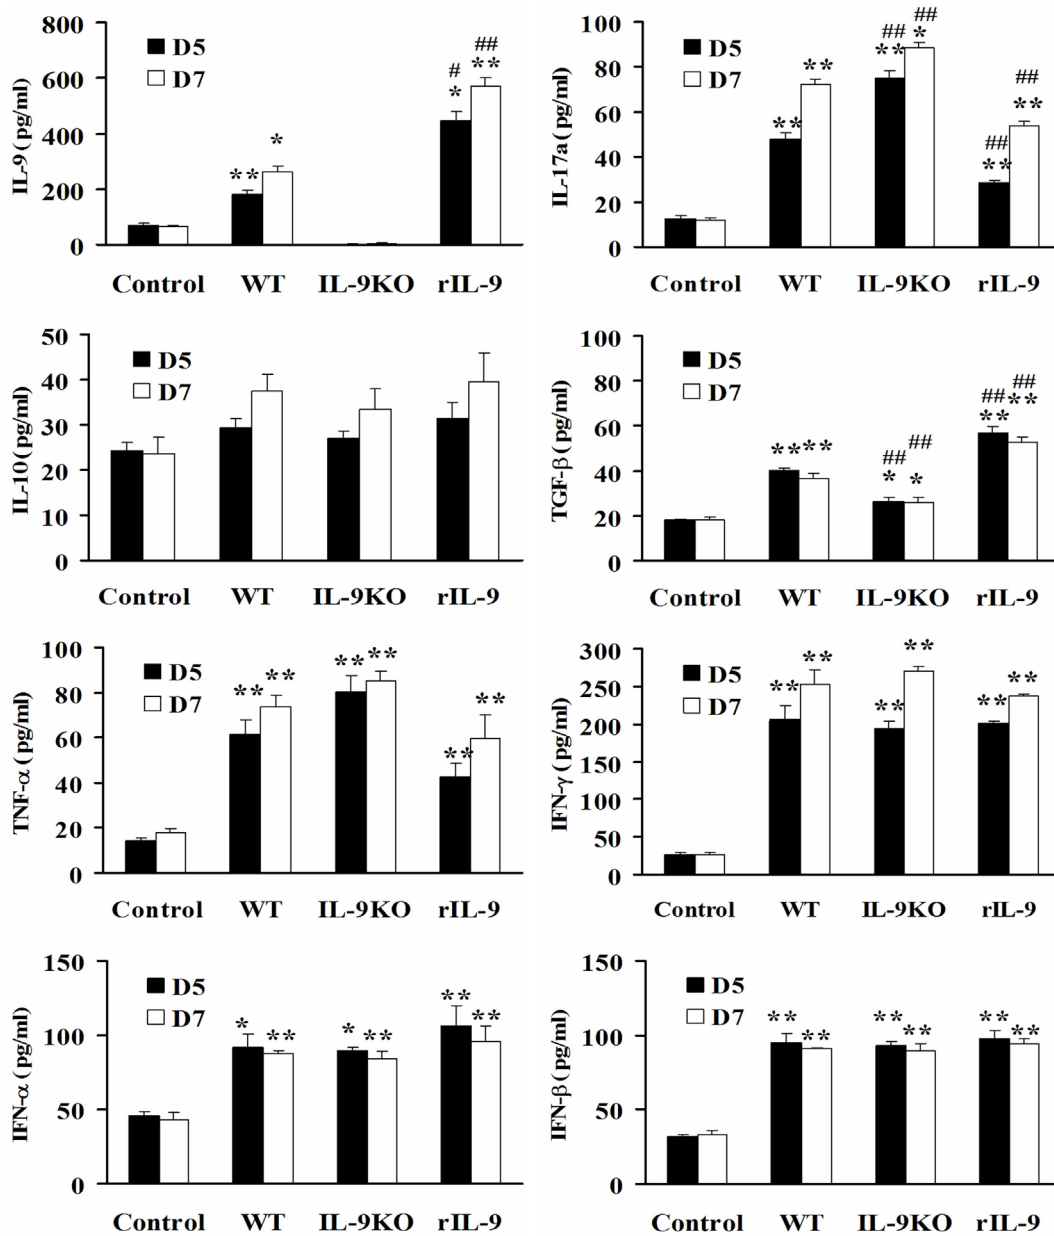 IL-9 (pg/ml)
800
600
400
200
0
D5
D7
** * # * ## **
Control WT IL-9KO rIL-9
IL-17a (pg/ml)
100
80
60
40
20
0
D5
D7
** ** ## ** ## * ## ** ## **
Control WT IL-9KO rIL-9
IL-10 (pg/ml)
50
40
30
20
10
0
D5
D7
Control WT IL-9KO rIL-9
TGF-β (pg/ml)
100
80
60
40
20
0
D5
D7
** ** ## * ## * ## ** ## **
Control WT IL-9KO rIL-9
TNF-α (pg/ml)
100
80
60
40
20
0
D5
D7
** ** ** ** ** **
Control WT IL-9KO rIL-9
IFN-γ (pg/ml)
300
250
200
150
100
50
0
D5
D7
** ** ** ** ** **
Control WT IL-9KO rIL-9
IFN-α (pg/ml)
150
100
50
0
D5
D7
* ** * ** ** **
Control WT IL-9KO rIL-9
IFN-β (pg/ml)
150
100
50
0
D5
D7
** ** ** ** ** **
Control WT IL-9KO rIL-9